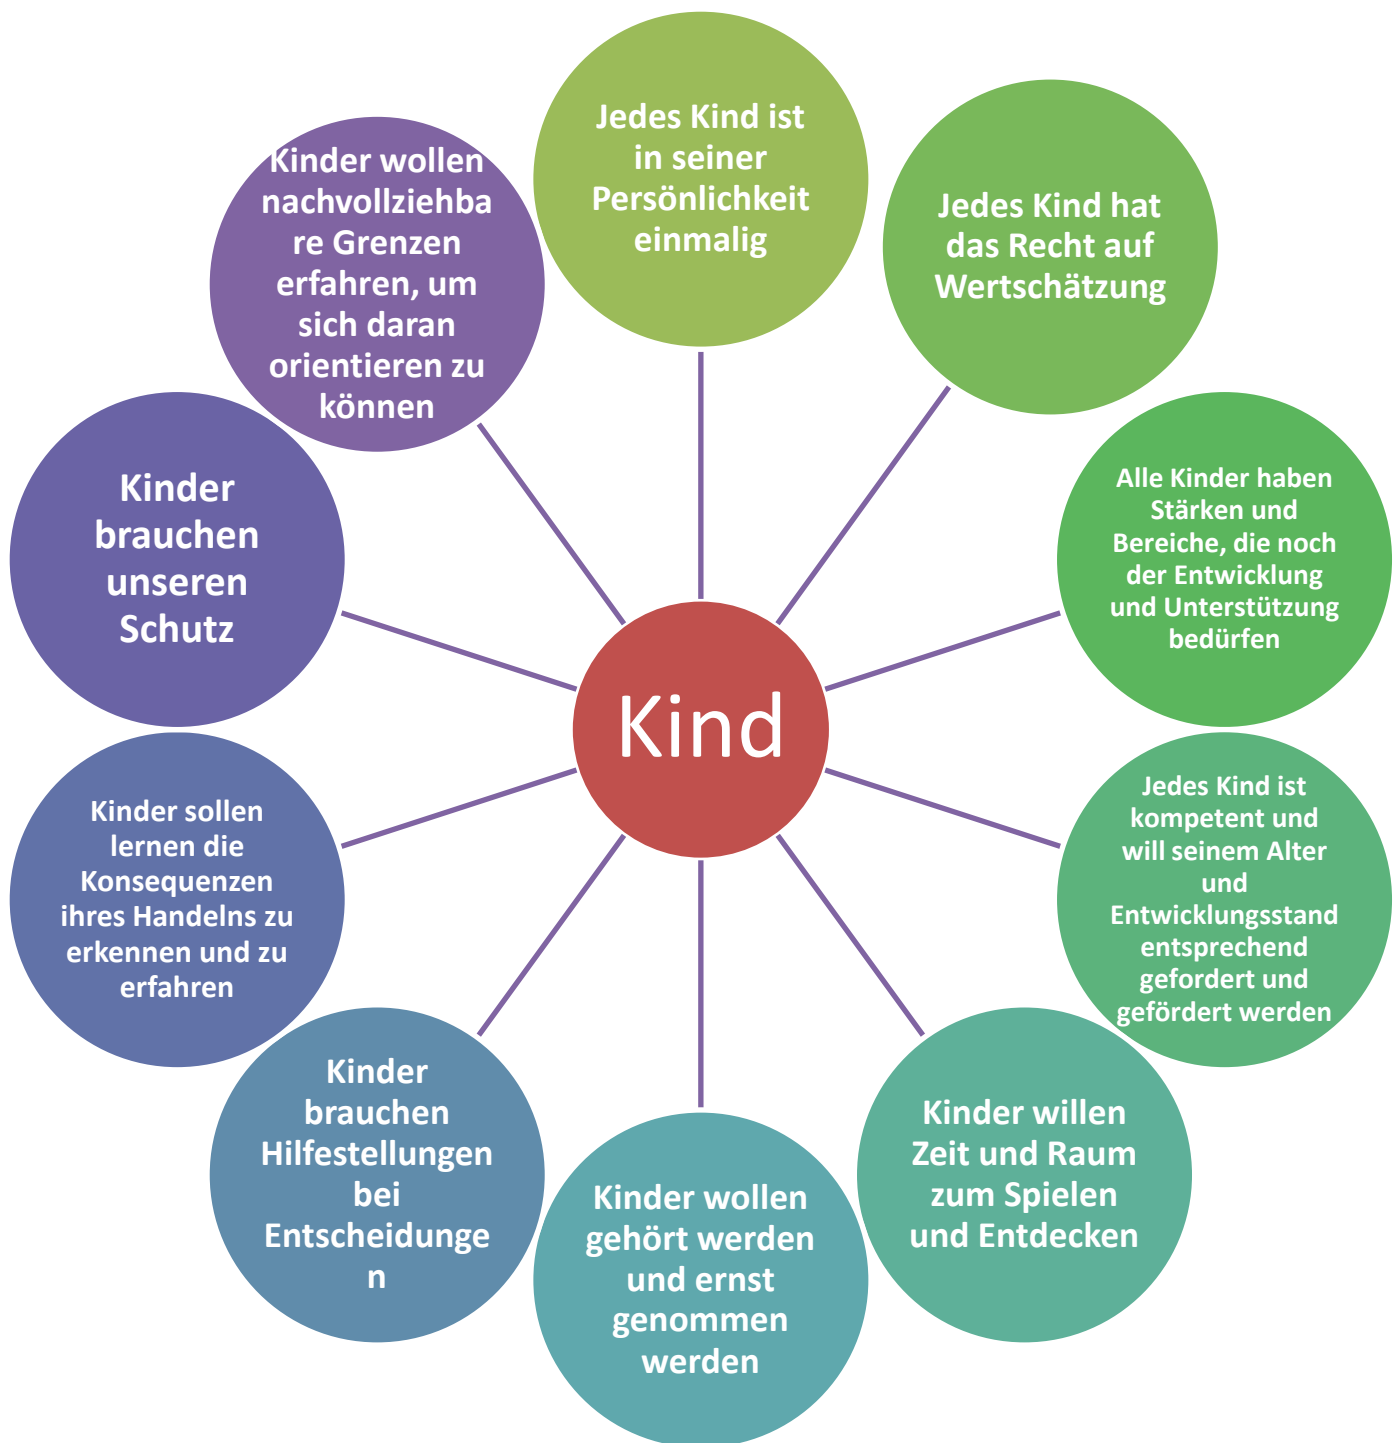 Jedes Kind ist
in seiner
Persönlichkeit
einmalig
Jedes Kind hat
das Recht auf
Wertschätzung
Alle Kinder haben
Stärken und
Bereiche, die noch
der Entwicklung
und Unterstützung
bedürfen
Jedes Kind ist
kompetent und
will seinem Alter
und
Entwicklungsstand
entsprechend
gefordert und
gefördert werden
Kinder willen
Zeit und Raum
zum Spielen
und Entdecken
Kinder wollen
gehört werden
und ernst
genommen
werden
Kinder
brauchen
Hilfestellungen
bei
Entscheidunge
n
Kinder sollen
lernen die
Konsequenzen
ihres Handelns zu
erkennen und zu
erfahren
Kinder
brauchen
unseren
Schutz
Kinder wollen
nachvollziehba
re Grenzen
erfahren, um
sich daran
orientieren zu
können
Kind